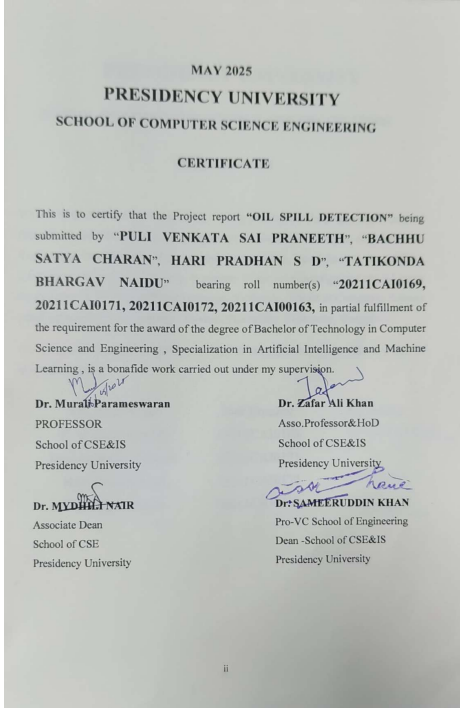 MAY 2025
PRESIDENCY UNIVERSITY
SCHOOL OF COMPUTER SCIENCE ENGINEERING
CERTIFICATE
This is to certify that the Project report “OIL SPILL DETECTION” being
submitted by “PULI VENKATA SAI PRANEETH”, “BACHHU
SATYA CHARAN”, HARI PRADHAN S D”, “TATIKONDA
BHARGAV NAIDU” bearing roll number(s) “20211CAI0169,
20211CAI0171, 20211CAI0172, 20211CAI00163, in partial fulfillment of
the requirement for the award of the degree of Bachelor of Technology in Computer
Science and Engineering , Specialization in Artificial Intelligence and Machine
Learning , is a bonafide work carried out under my supervision.
Dr. Murali Parameswaran
PROFESSOR
School of CSE&IS
Presidency University
Dr. Zafar Ali Khan
Asso.Professor&HoD
School of CSE&IS
Presidency University
Dr. MYDHILI NAIR
Associate Dean
School of CSE
Presidency University
Dr. SAMEERUDDIN KHAN
Pro-VC School of Engineering
Dean -School of CSE&IS
Presidency University
ii